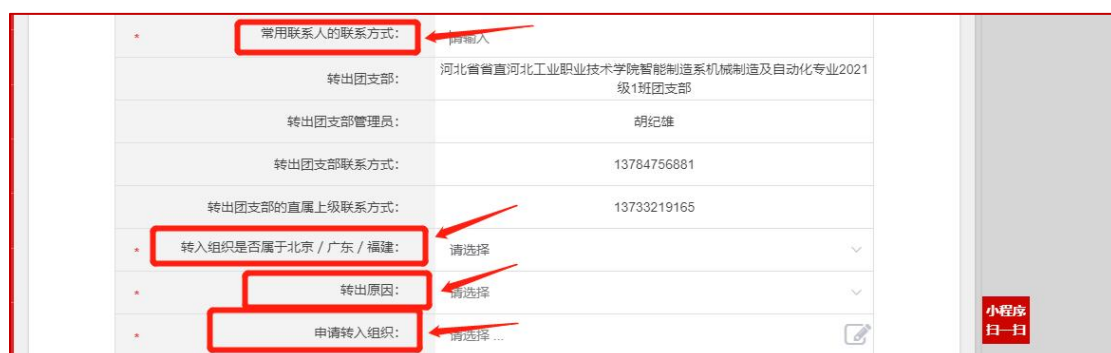 * 常用联系人的联系方式: 请输入
转出团支部: 河北省省直河北工业职业技术学院智能制造系机械制造及自动化专业2021
级1班团支部
转出团支部管理员: 胡纪雄
转出团支部联系方式: 13784756881
转出团支部的直属上级联系方式: 13733219165
* 转入组织是否属于北京 / 广东 / 福建: 请选择
* 转出原因: 请选择
* 申请转入组织: 请选择 ...
小程序
扫一扫